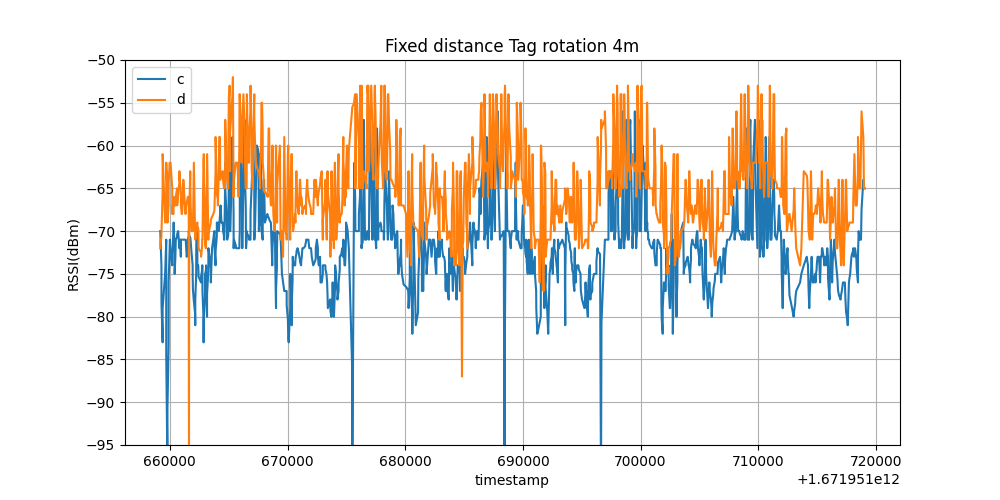 Fixed distance Tag rotation 4m
RSSI(dBm)
−50
−55
−60
−65
−70
−75
−80
−85
−90
−95
c
d
660000 670000 680000 690000 700000 710000 720000
timestamp
+1.671951e12